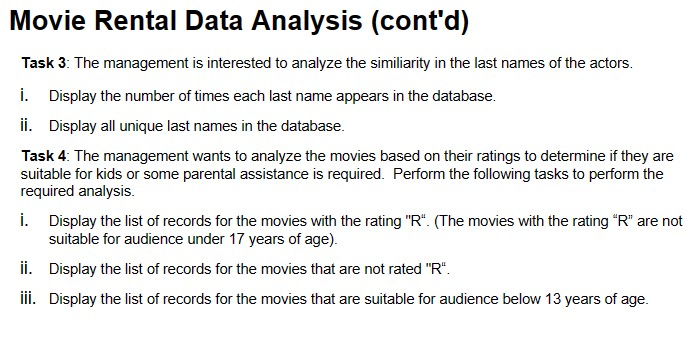 Movie Rental Data Analysis (cont'd)
Task 3: The management is interested to analyze the similiarity in the last names of the actors.
i. Display the number of times each last name appears in the database.
ii. Display all unique last names in the database.
Task 4: The management wants to analyze the movies based on their ratings to determine if they are
suitable for kids or some parental assistance is required. Perform the following tasks to perform the
required analysis.
i. Display the list of records for the movies with the rating "R“. (The movies with the rating “R” are not
suitable for audience under 17 years of age).
ii. Display the list of records for the movies that are not rated "R“.
iii. Display the list of records for the movies that are suitable for audience below 13 years of age.